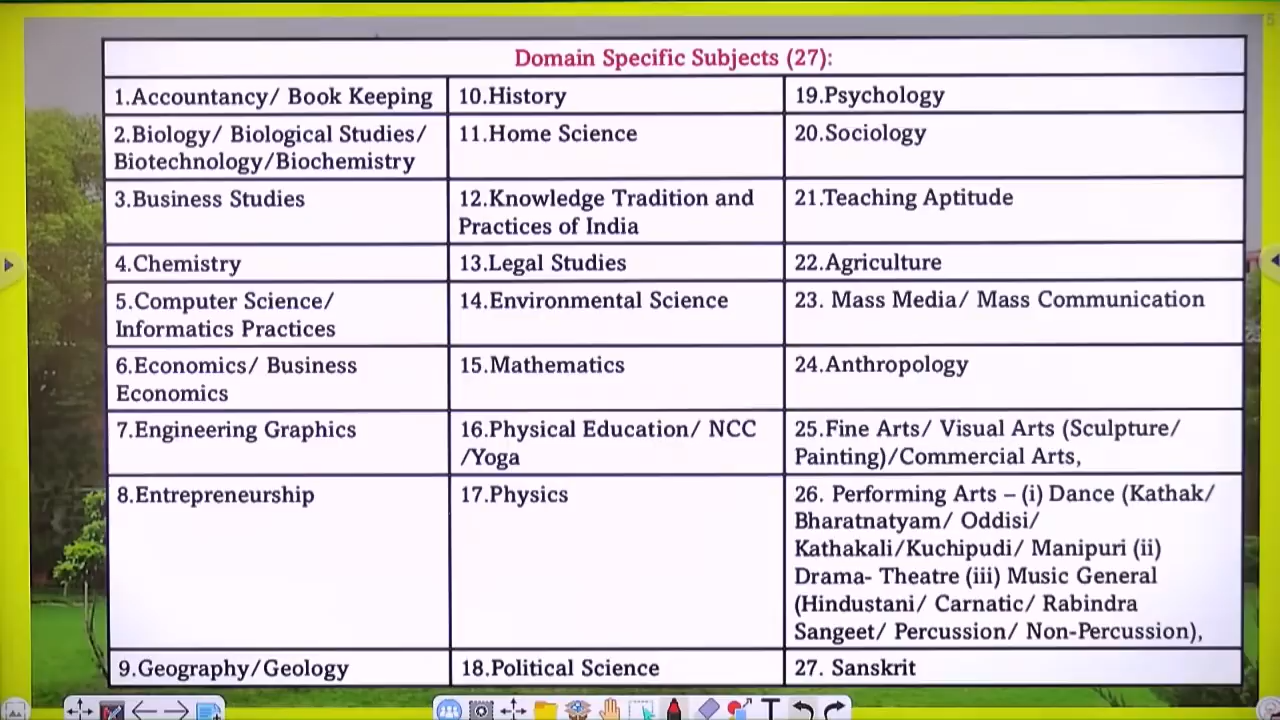 Domain Specific Subjects (27):
1.Accountancy/ Book Keeping
10.History
19.Psychology
2.Biology/ Biological Studies/
Biotechnology/Biochemistry
11.Home Science
20.Sociology
3.Business Studies
12.Knowledge Tradition and
Practices of India
21.Teaching Aptitude
4.Chemistry
13.Legal Studies
22.Agriculture
5.Computer Science/
Informatics Practices
14.Environmental Science
23. Mass Media/ Mass Communication
6.Economics/ Business
Economics
15.Mathematics
24.Anthropology
7.Engineering Graphics
16.Physical Education/ NCC
/Yoga
25.Fine Arts/ Visual Arts (Sculpture/
Painting)/Commercial Arts,
8.Entrepreneurship
17.Physics
26. Performing Arts – (i) Dance (Kathak/
Bharatnatyam/ Oddisi/
Kathakali/Kuchipudi/ Manipuri (ii)
Drama- Theatre (iii) Music General
(Hindustani/ Carnatic/ Rabindra
Sangeet/ Percussion/ Non-Percussion),
9.Geography/Geology
18.Political Science
27. Sanskrit